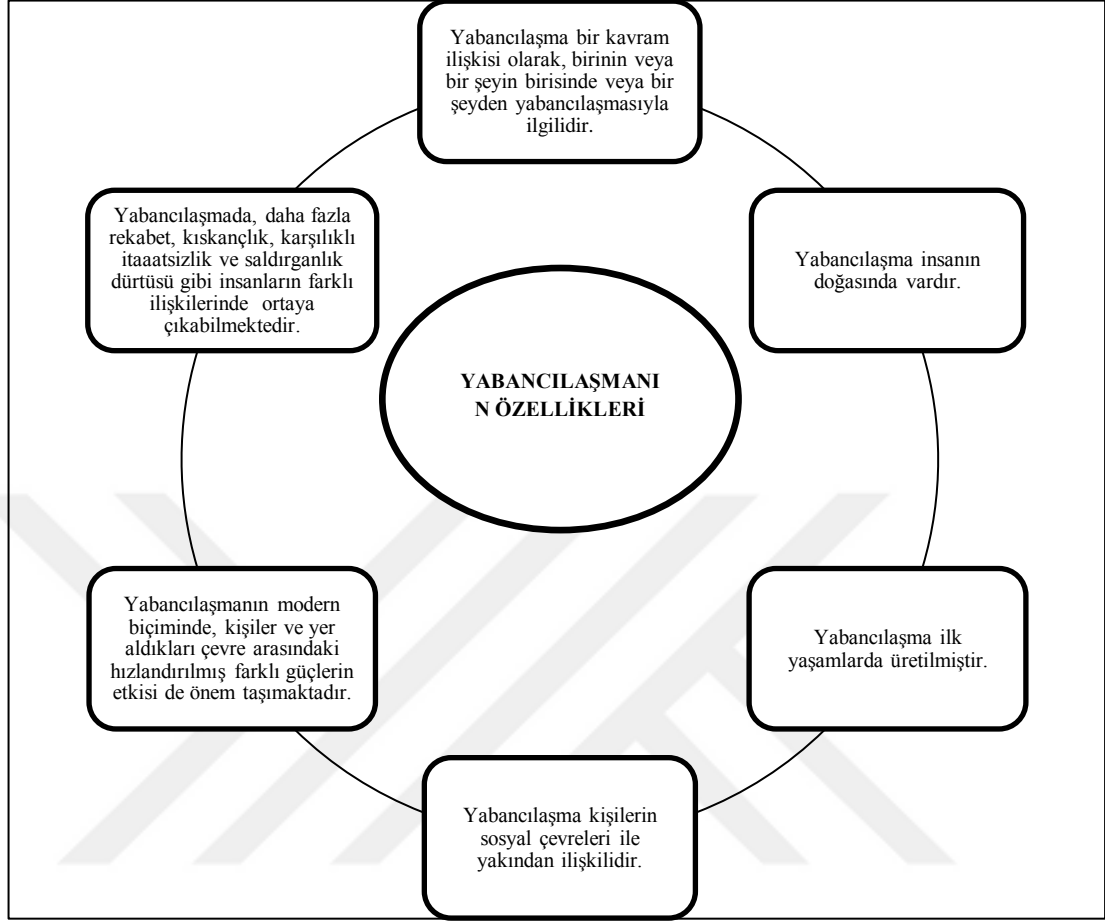 Yabancılaşma bir kavram
ilişkisi olarak, birinin veya
bir şeyin birisinde veya bir
şeyden yabancılaşmasıyla
ilgilidir.
Yabancılaşma insanın
doğasında vardır.
Yabancılaşma ilk
yaşamlarda üretilmiştir.
Yabancılaşma kişilerin
sosyal çevreleri ile
yakından ilişkilidir.
Yabancılaşmanın modern
biçiminde, kişiler ve yer
aldıkları çevre arasındaki
hızlandırılmış farklı güçlerin
etkisi de önem taşımaktadır.
Yabancılaşmada, daha fazla
rekabet, kıskançlık, karşılıklı
itaaatsizlik ve saldırganlık
dürtüsü gibi insanların farklı
ilişkilerinde ortaya
çıkabilmektedir.
YABANCILAŞMANI
N ÖZELLİKLERİ